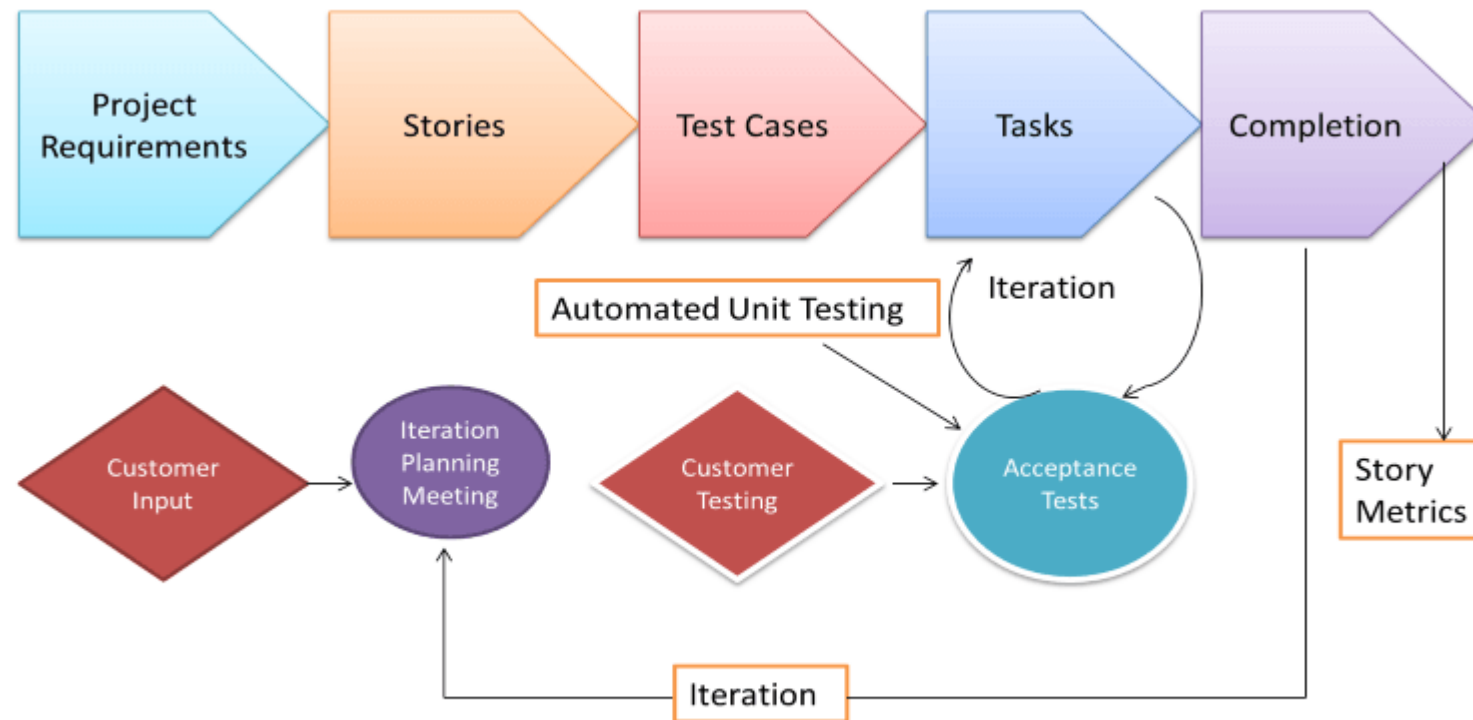 Project
Requirements
Stories
Test Cases
Tasks
Completion
Automated Unit Testing
Iteration
Customer
Input
Iteration
Planning
Meeting
Customer
Testing
Acceptance
Tests
Story
Metrics
Iteration